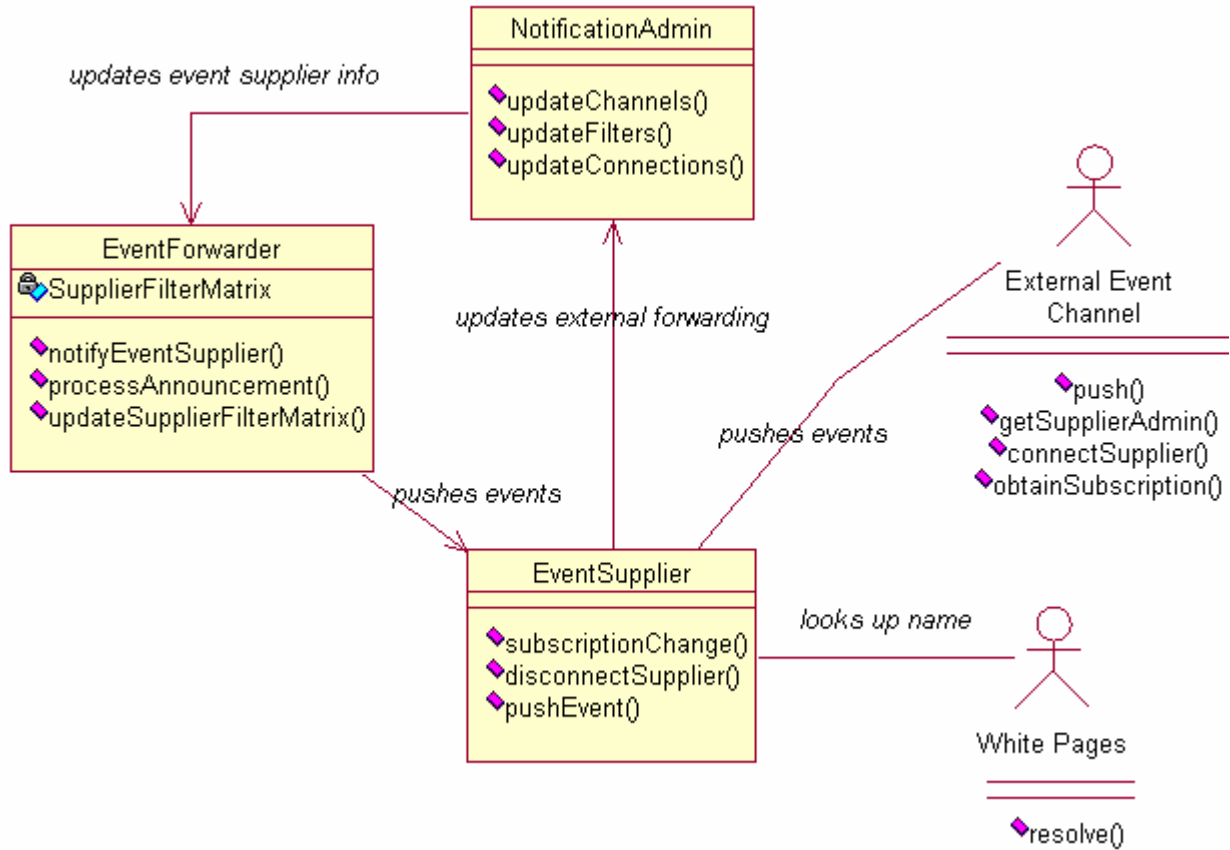 NotificationAdmin
updateChannels()
updateFilters()
updateConnections()
updates event supplier info
EventForwarder
SupplierFilterMatrix
notifyEventSupplier()
processAnnouncement()
updateSupplierFilterMatrix()
updates external forwarding
External Event
Channel
push()
getSupplierAdmin()
connectSupplier()
obtainSubscription()
pushes events
pushes events
EventSupplier
subscriptionChange()
disconnectSupplier()
pushEvent()
looks up name
White Pages
resolve()